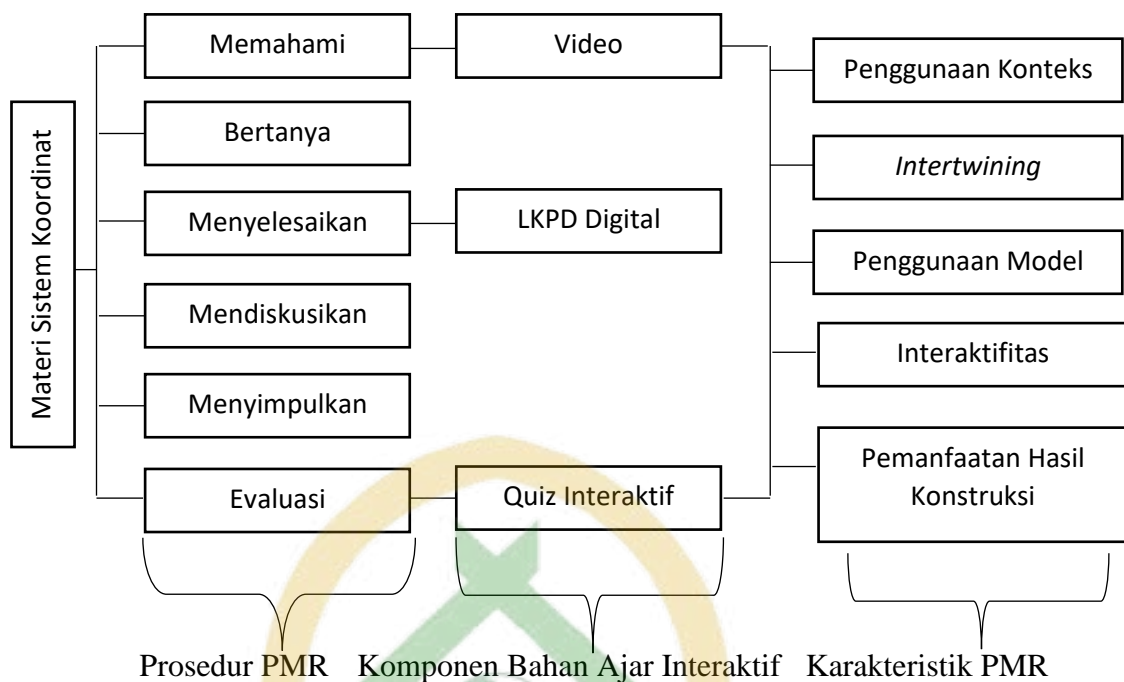 Materi Sistem Koordinat
Memahami
Bertanya
Menyelesaikan
Mendiskusikan
Menyimpulkan
Evaluasi
Video
LKPD Digital
Quiz Interaktif
Penggunaan Konteks
Intertwining
Penggunaan Model
Interaktifitas
Pemanfaatan Hasil
Konstruksi
Prosedur PMR
Komponen Bahan Ajar Interaktif
Karakteristik PMR